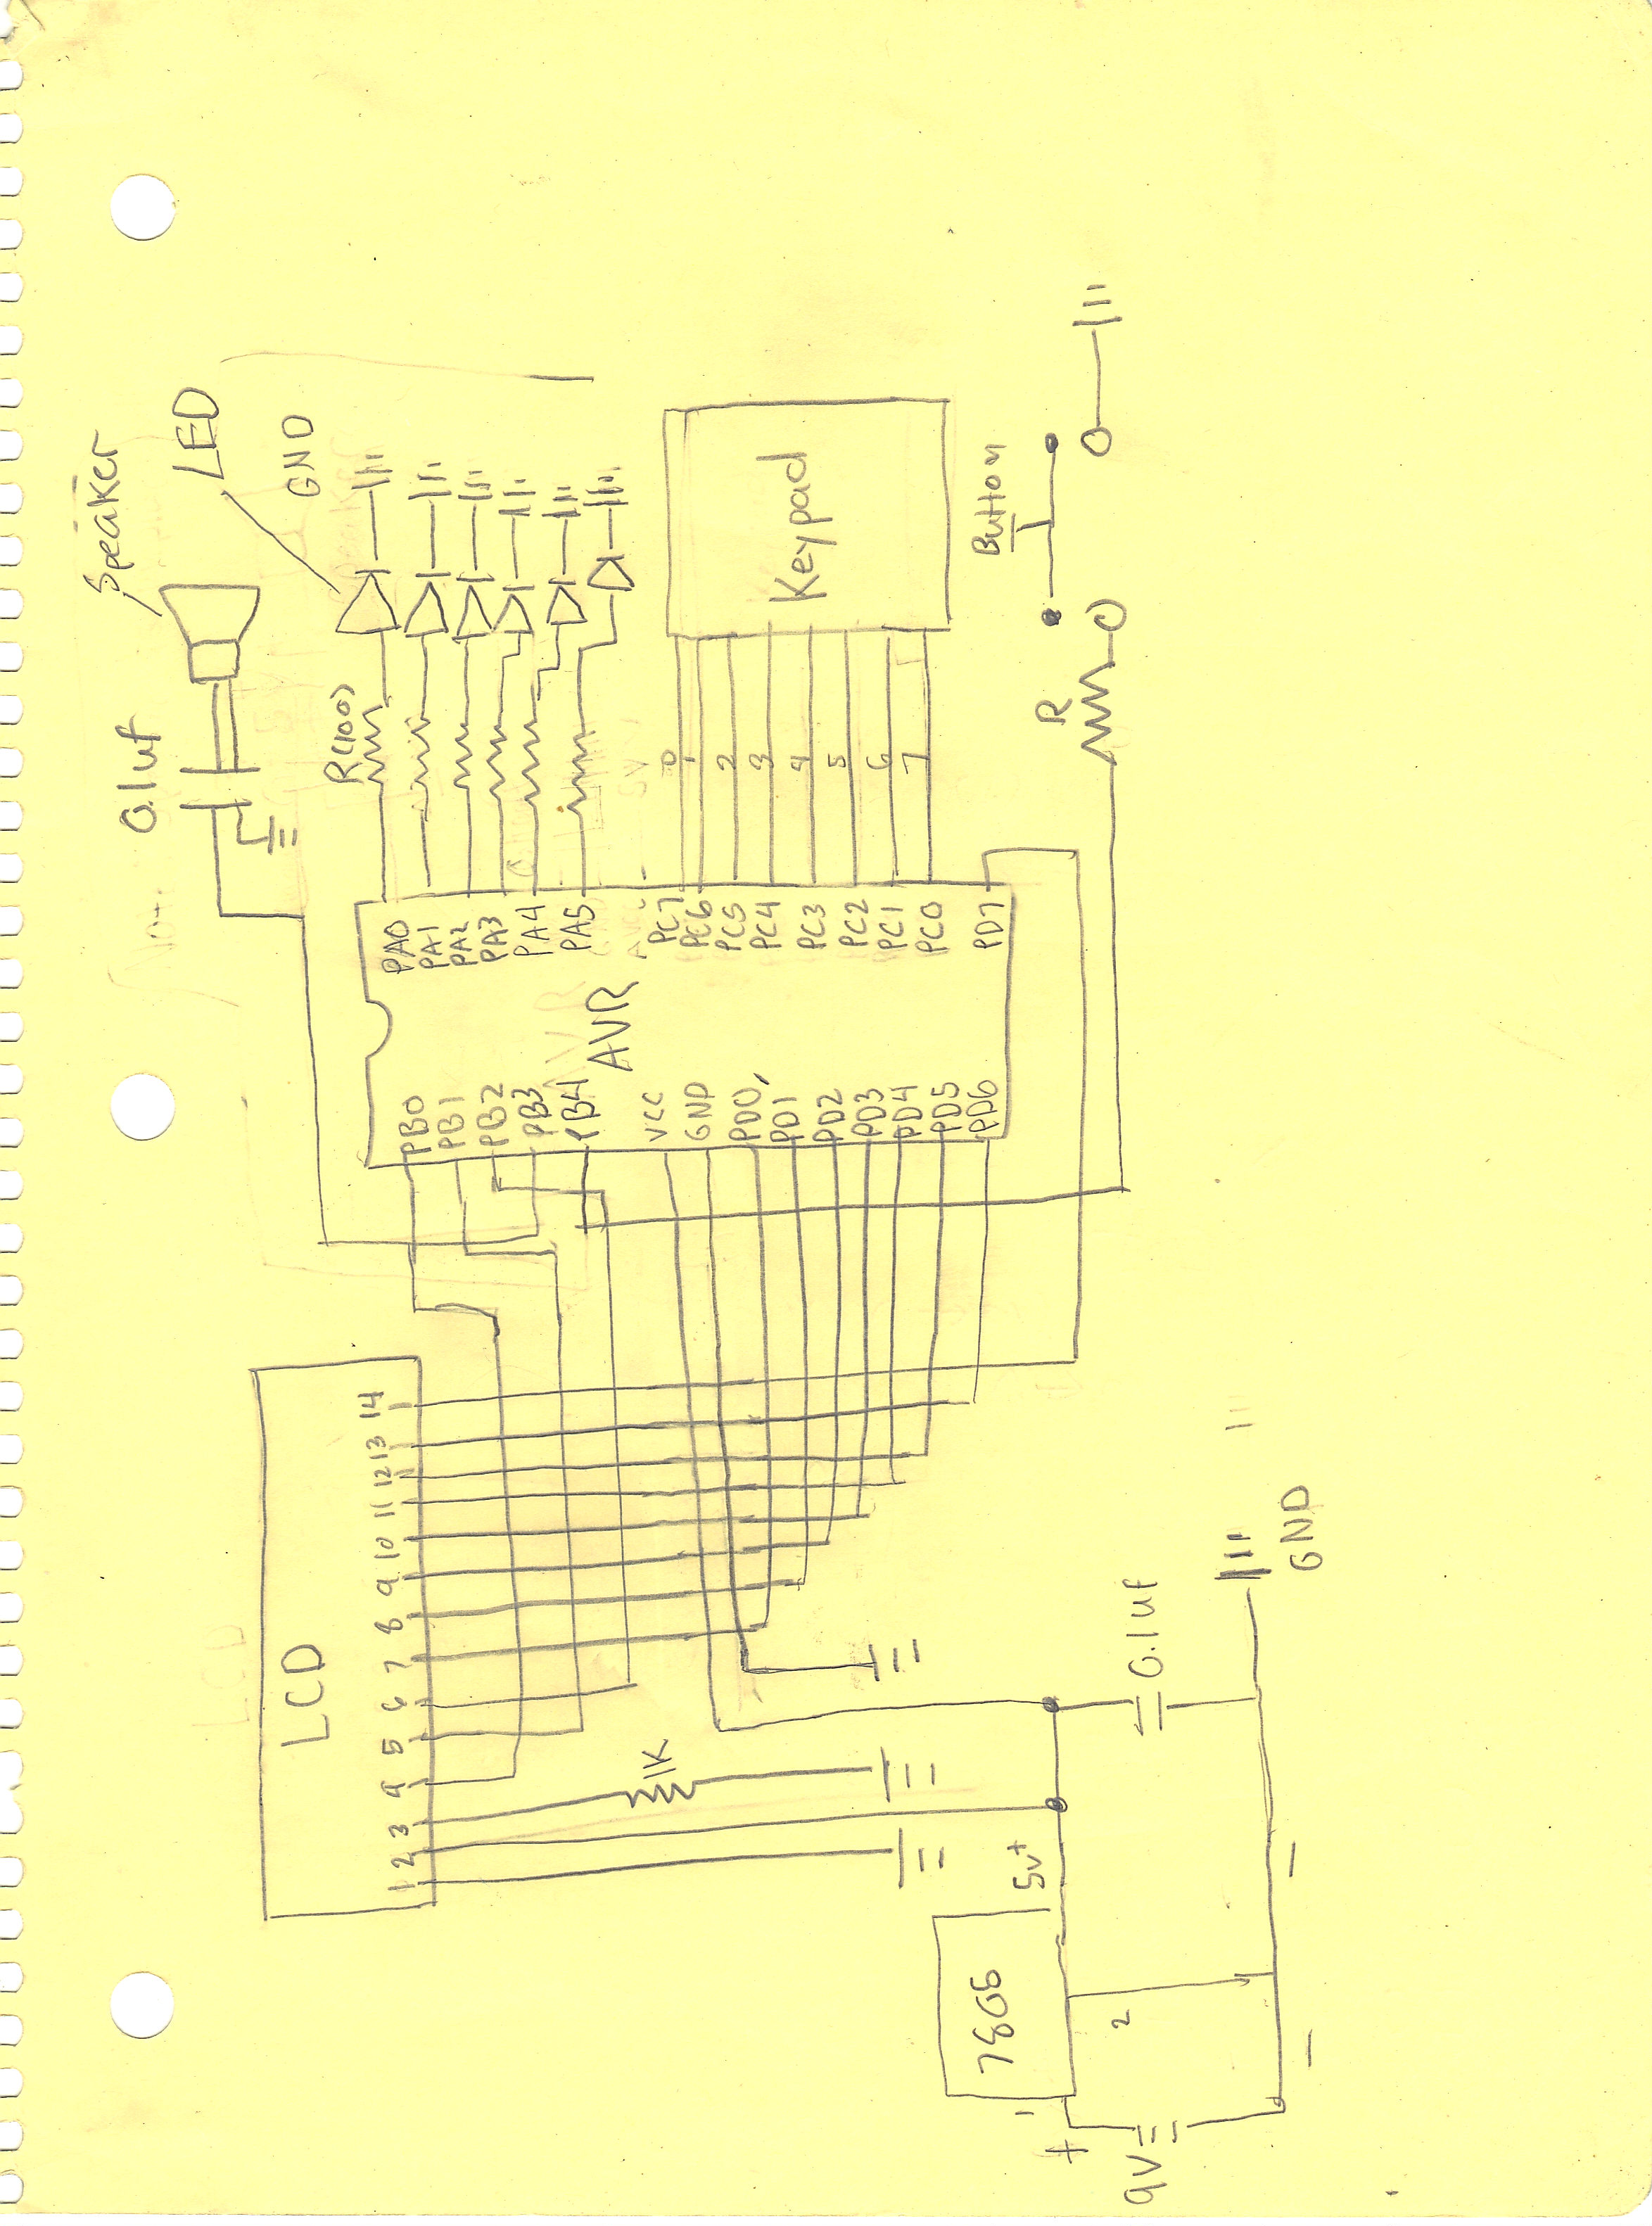 Speaker
0.1uf
LED
LCD
GND
R(100)
1 2 3 4 5 6 7 8 9 10 11 12 13 14
PB0
PB1
PB2
PB3
PB4
AVR
VCC
GND
PD0
PD1
PD2
PD3
PD4
PD5
PD6
PA0
PA1
PA2
PA3
PA4
PA5
PC7
PC6
PC5
PC4
PC3
PC2
PC1
PC0
PD7
0
1
2
3
4
5
6
7
Keypad
Button
R
1K
7805
5v+
1
+
2
9V
0.1uf
-
-
GND